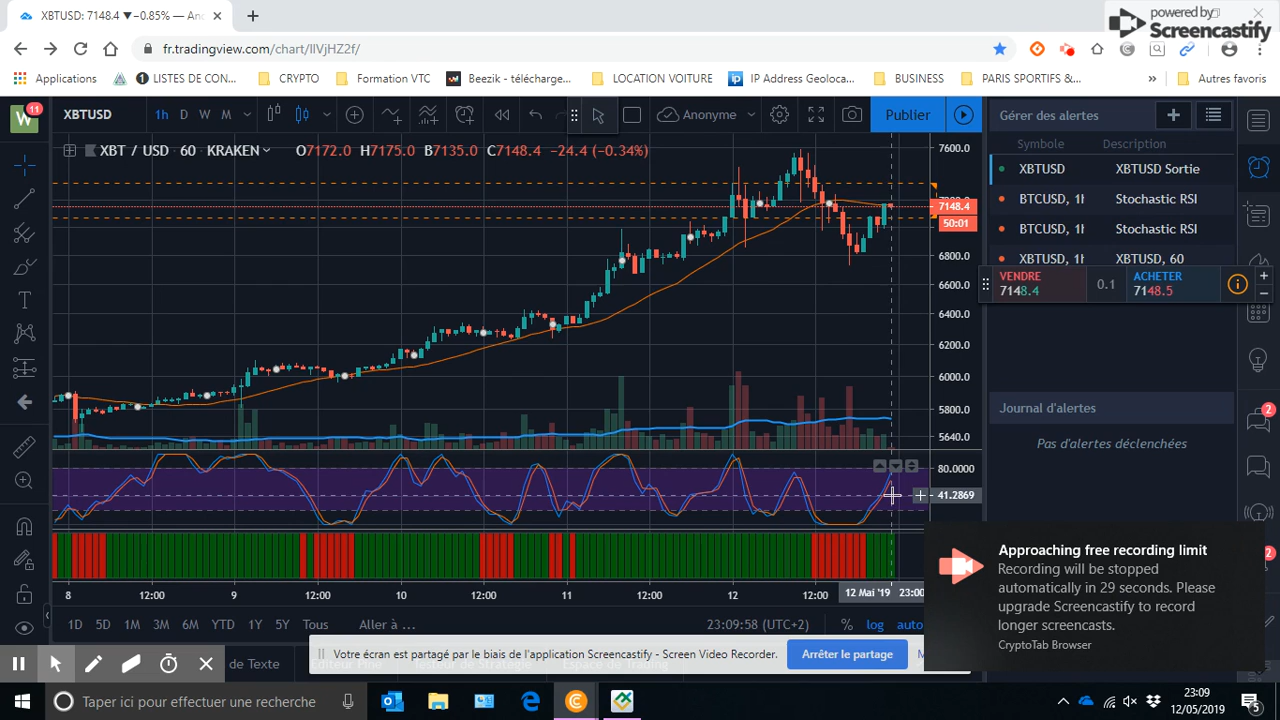 XBTUSD: 7148.4 ▼ −0.85% — Ano
powered by
Screencastify
fr.tradingview.com/chart/IIVjHZ2f/
Applications
LISTES DE CON...
CRYPTO
Formation VTC
Beezik - télécharge...
LOCATION VOITURE
IP Address Geoloca...
BUSINESS
PARIS SPORTIFS &...
»
Autres favoris
W 11
XBTUSD
1h D W M
Anonyme
Publier
Gérer des alertes
XBT / USD 60 KRAKEN O7172.0 H7175.0 B7135.0 C7148.4 −24.4 (−0.34%)
7600.0
7148.4
50:01
6800.0
6600.0
6400.0
6200.0
6000.0
5800.0
5640.0
80.0000
41.2869
Symbole Description
XBTUSD XBTUSD Sortie
BTCUSD, 1h Stochastic RSI
BTCUSD, 1h Stochastic RSI
XBTUSD, 1h XBTUSD, 60
VENDRE
7148.4
0.1
ACHETER
7148.5
Journal d'alertes
Pas d'alertes déclenchées
2
2
Approaching free recording limit
Recording will be stopped
automatically in 29 seconds. Please
upgrade Screencastify to record
longer screencasts.
CryptoTab Browser
8 12:00 9 12:00 10 12:00 11 12:00 12 12:00 12 Mai '19 23:00
1D 5D 1M 3M 6M YTD 1Y 5Y Tous Aller à ... 23:09:58 (UTC+2) % log auto
de Texte
Votre écran est partagé par le biais de l'application Screencastify - Screen Video Recorder.
Arrêter le partage
Taper ici pour effectuer une recherche
23:09
12/05/2019
5